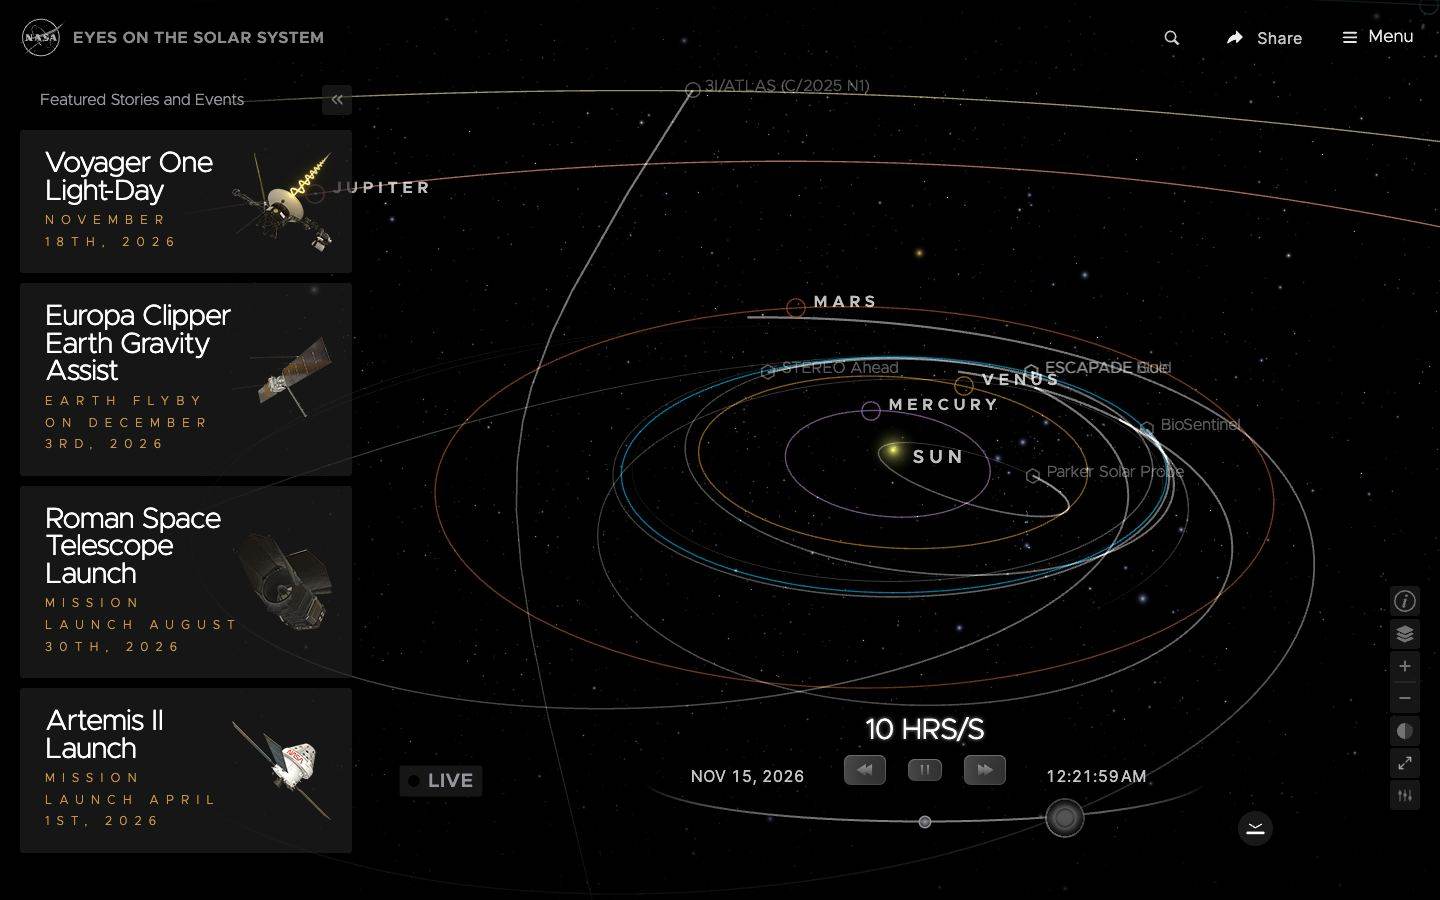 NASA
EYES ON THE SOLAR SYSTEM
Share
Menu
Featured Stories and Events
3I/ATLAS (C/2025 N1)
Voyager One
Light-Day
NOVEMBER
18TH, 2026
JUPITER
Europa Clipper
Earth Gravity
Assist
EARTH FLYBY
ON DECEMBER
3RD, 2026
MARS
STEREO Ahead
ESCAPADE
VENUS
MERCURY
BioSentinel
SUN
Parker Solar Probe
Roman Space
Telescope
Launch
MISSION
LAUNCH AUGUST
30TH, 2026
Artemis II
Launch
MISSION
LAUNCH APRIL
1ST, 2026
10 HRS/S
LIVE
NOV 15, 2026
12:21:59 AM